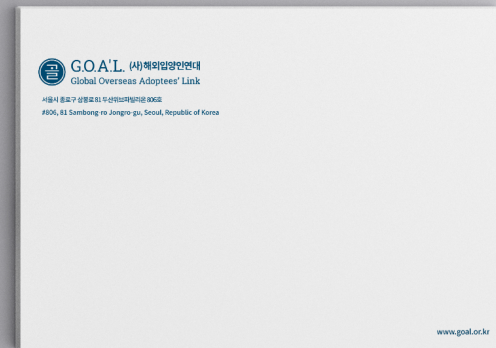 골
G.O.A'.L. (사)해외입양인연대
Global Overseas Adoptees' Link
서울시 종로구 삼봉로 81 두산위브파빌리온 806호
#806, 81 Sambong-ro Jongro-gu, Seoul, Republic of Korea
www.goal.or.kr